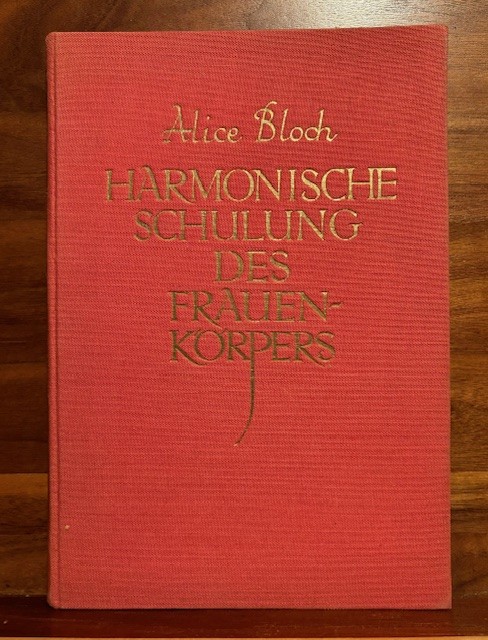 Alice Bloch
HARMONISCHE
SCHULUNG
DES
FRAUEN-
KÖRPERS